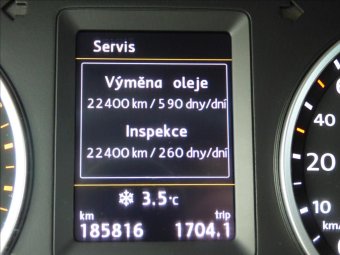 Servis
Výměna oleje
22400 km / 590 dny/dní
Inspekce
22400 km / 260 dny/dní
3.5°C
km trip
185816 1704.1
40
20
10
km/